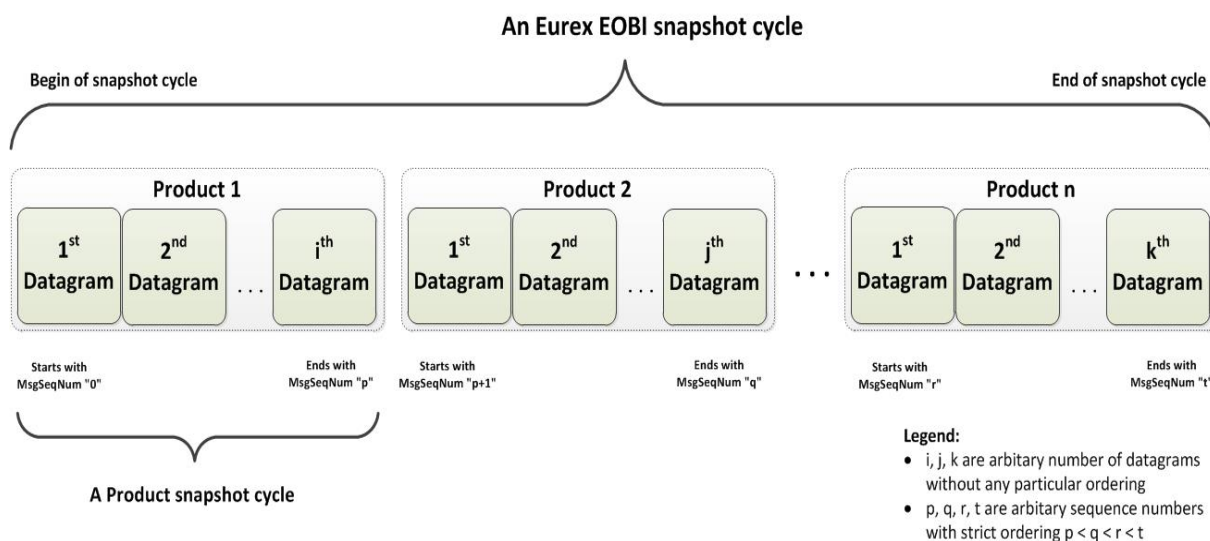 An Eurex EOBI snapshot cycle
Begin of snapshot cycle
End of snapshot cycle
Product 1
Product 2
Product n
1st
Datagram
2nd
Datagram
. . .
ith
Datagram
1st
Datagram
2nd
Datagram
. . .
jth
Datagram
. . .
1st
Datagram
2nd
Datagram
. . .
kth
Datagram
Starts with
MsgSeqNum "0"
Ends with
MsgSeqNum "p"
Starts with
MsgSeqNum "p+1"
Ends with
MsgSeqNum "q"
Starts with
MsgSeqNum "r"
Ends with
MsgSeqNum "t"
A Product snapshot cycle
Legend:
• i, j, k are arbitary number of datagrams
without any particular ordering
• p, q, r, t are arbitary sequence numbers
with strict ordering p < q < r < t